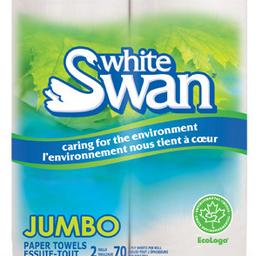 white
Swan®
caring for the environment
l'environnement nous tient à cœur
JUMBO
PAPER TOWELS
ESSUIE-TOUT
2
70
EcoLogo